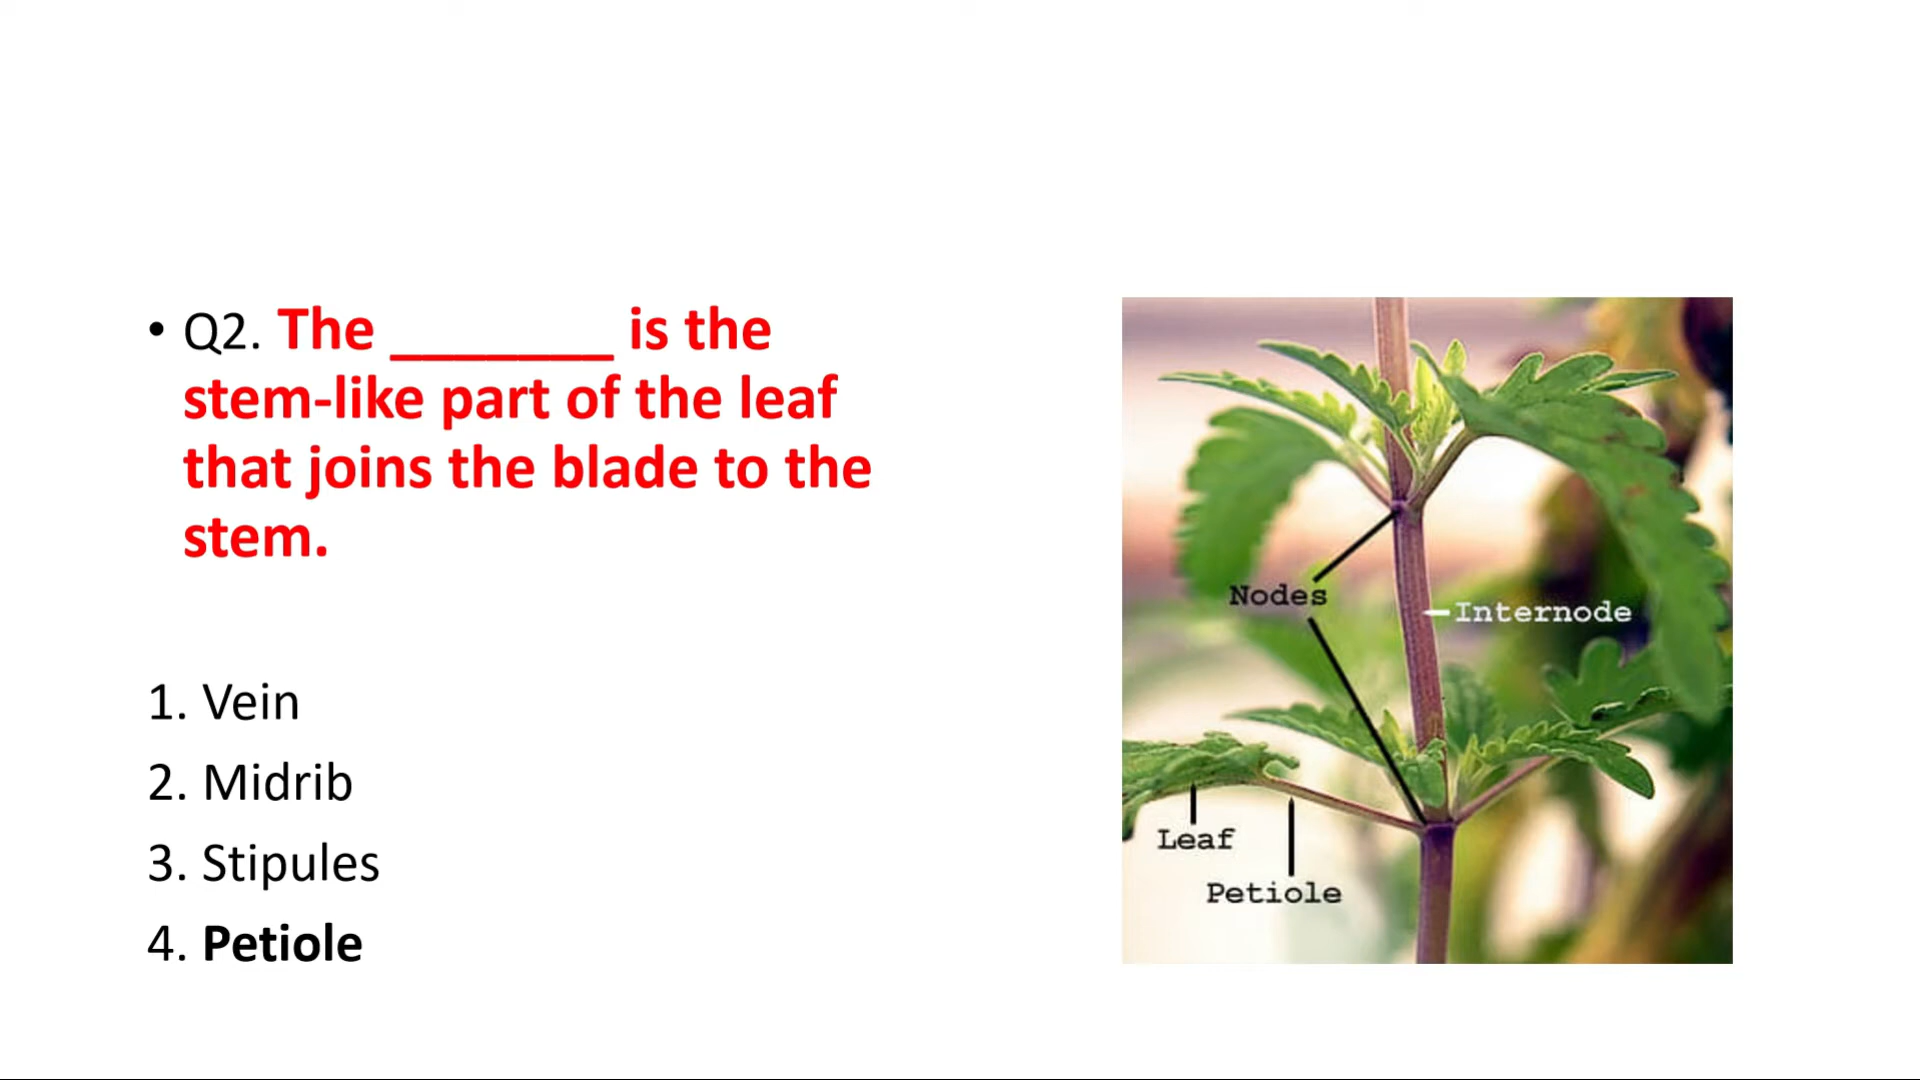 • Q2. The _______ is the
stem-like part of the leaf
that joins the blade to the
stem.
1. Vein
2. Midrib
3. Stipules
4. Petiole
Nodes
Internode
Leaf
Petiole